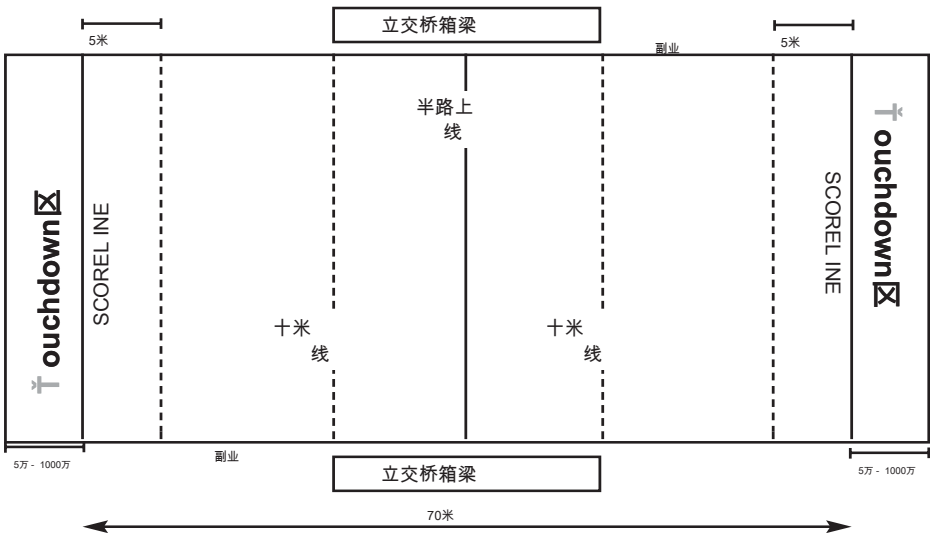 立交桥箱梁
5米
副业
5米
半路上
线
Touchdown区
SCOREL INE
SCOREL INE
Touchdown区
十米
线
十米
线
5万 - 1000万
副业
立交桥箱梁
5万 - 1000万
70米